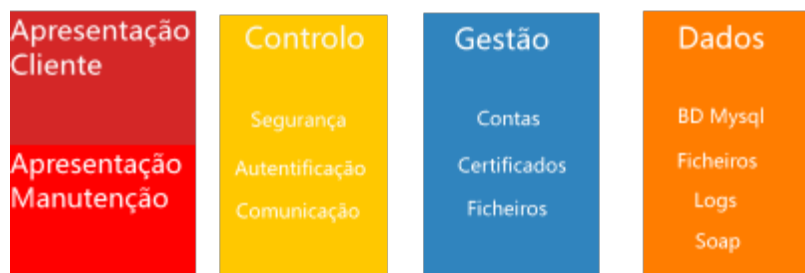 Apresentação
Cliente
Apresentação
Manutenção
Controlo
Segurança
Autentificação
Comunicação
Gestão
Contas
Certificados
Ficheiros
Dados
BD Mysql
Ficheiros
Logs
Soap